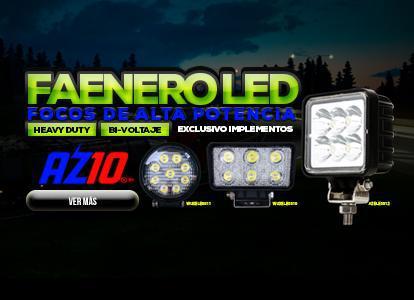 FAENERO LED
FOCOS DE ALTA POTENCIA
HEAVY DUTY BI-VOLTAJE EXCLUSIVO IMPLEMENTOS
AZ10
VER MÁS